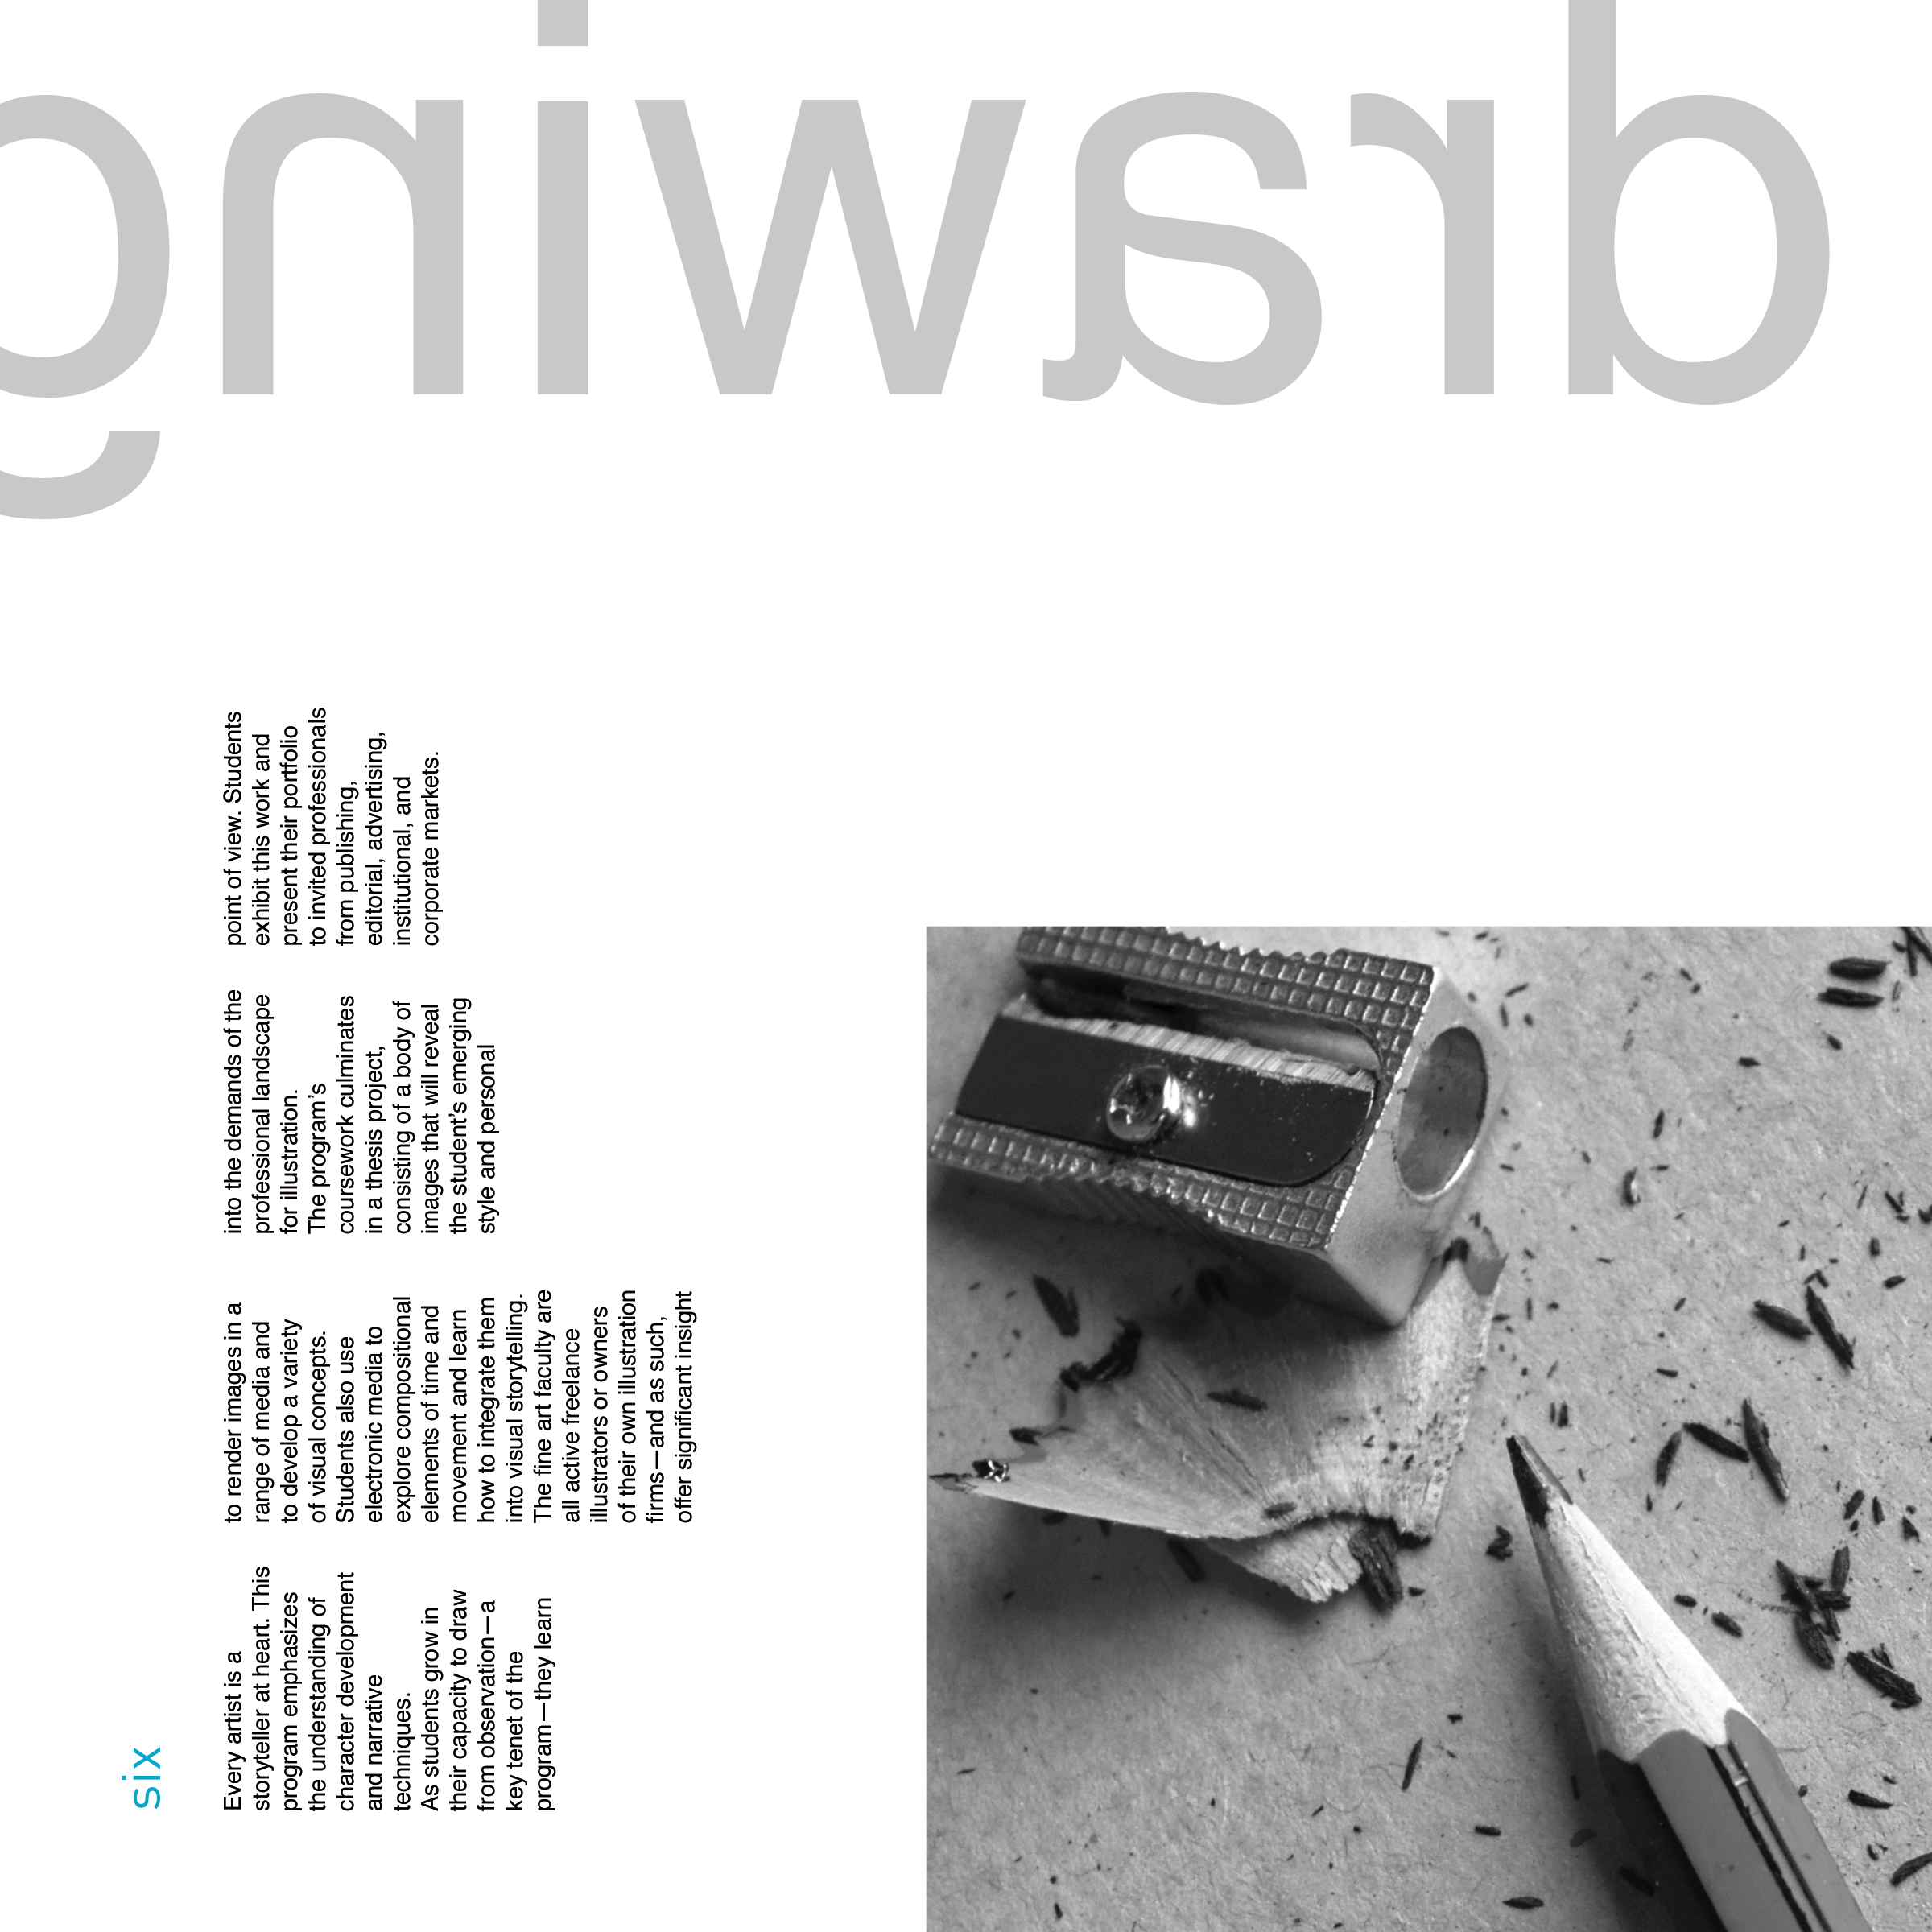 drawing
six
Every artist is a
storyteller at heart. This
program emphasizes
the understanding of
character development
and narrative
techniques.
As students grow in
their capacity to draw
from observation—a
key tenet of the
program—they learn
to render images in a
range of media and
to develop a variety
of visual concepts.
Students also use
electronic media to
explore compositional
elements of time and
movement and learn
how to integrate them
into visual storytelling.
The fine art faculty are
all active freelance
illustrators or owners
of their own illustration
firms—and as such,
offer significant insight
into the demands of the
professional landscape
for illustration.
The program’s
coursework culminates
in a thesis project,
consisting of a body of
images that will reveal
the student’s emerging
style and personal
point of view. Students
exhibit this work and
present their portfolio
to invited professionals
from publishing,
editorial, advertising,
institutional, and
corporate markets.